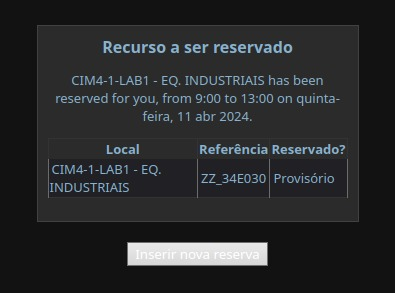 Recurso a ser reservado
CIM4-1-LAB1 - EQ. INDUSTRIAIS has been
reserved for you, from 9:00 to 13:00 on quinta-
feira, 11 abr 2024.
Local Referência Reservado?
CIM4-1-LAB1 - EQ.
INDUSTRIAIS ZZ_34E030 Provisório
Inserir nova reserva